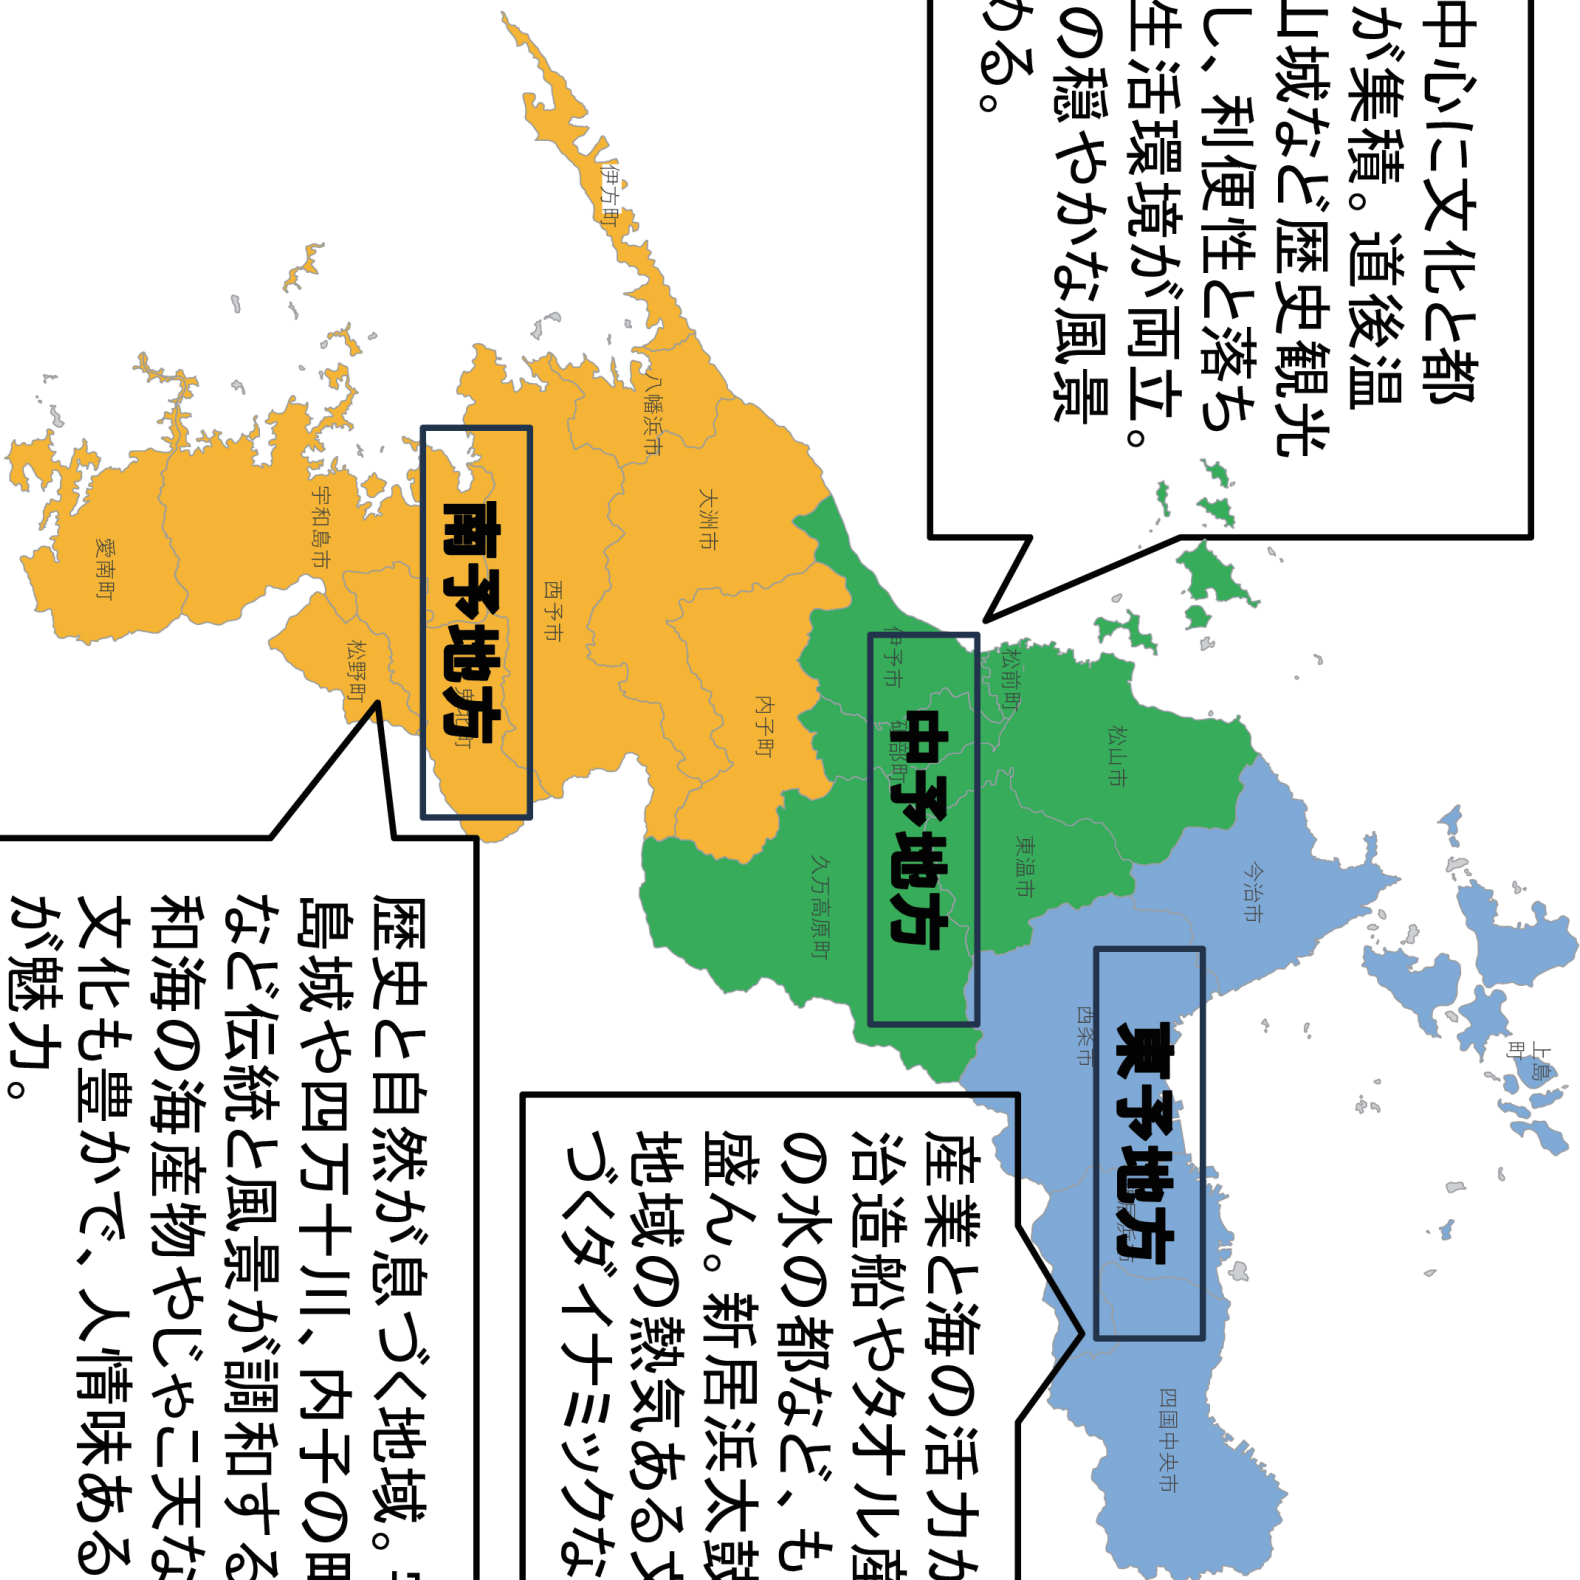 中心に文化と都
が集積。道後温
山城など歴史観光
し、利便性と落ち
生活環境が両立。
の穏やかな風景
める。
伊方町
八幡浜市
大洲市
宇和島市
愛南町
西予市
松野町
南予地方
内子町
伊予市
松前町
砥部町
松山市
中予地方
東温市
久万高原町
今治市
上島町
西条市
東予地方
四国中央市
産業と海の活力が
治造船やタオル産
の水の都など、も
盛ん。新居浜太鼓
地域の熱気ある文
づくダイナミックな
歴史と自然が息づく地域。
島城や四万十川、内子の町
など伝統と風景が調和する
和海の海産物やじゃこ天な
文化も豊かで、人情味ある
が魅力。